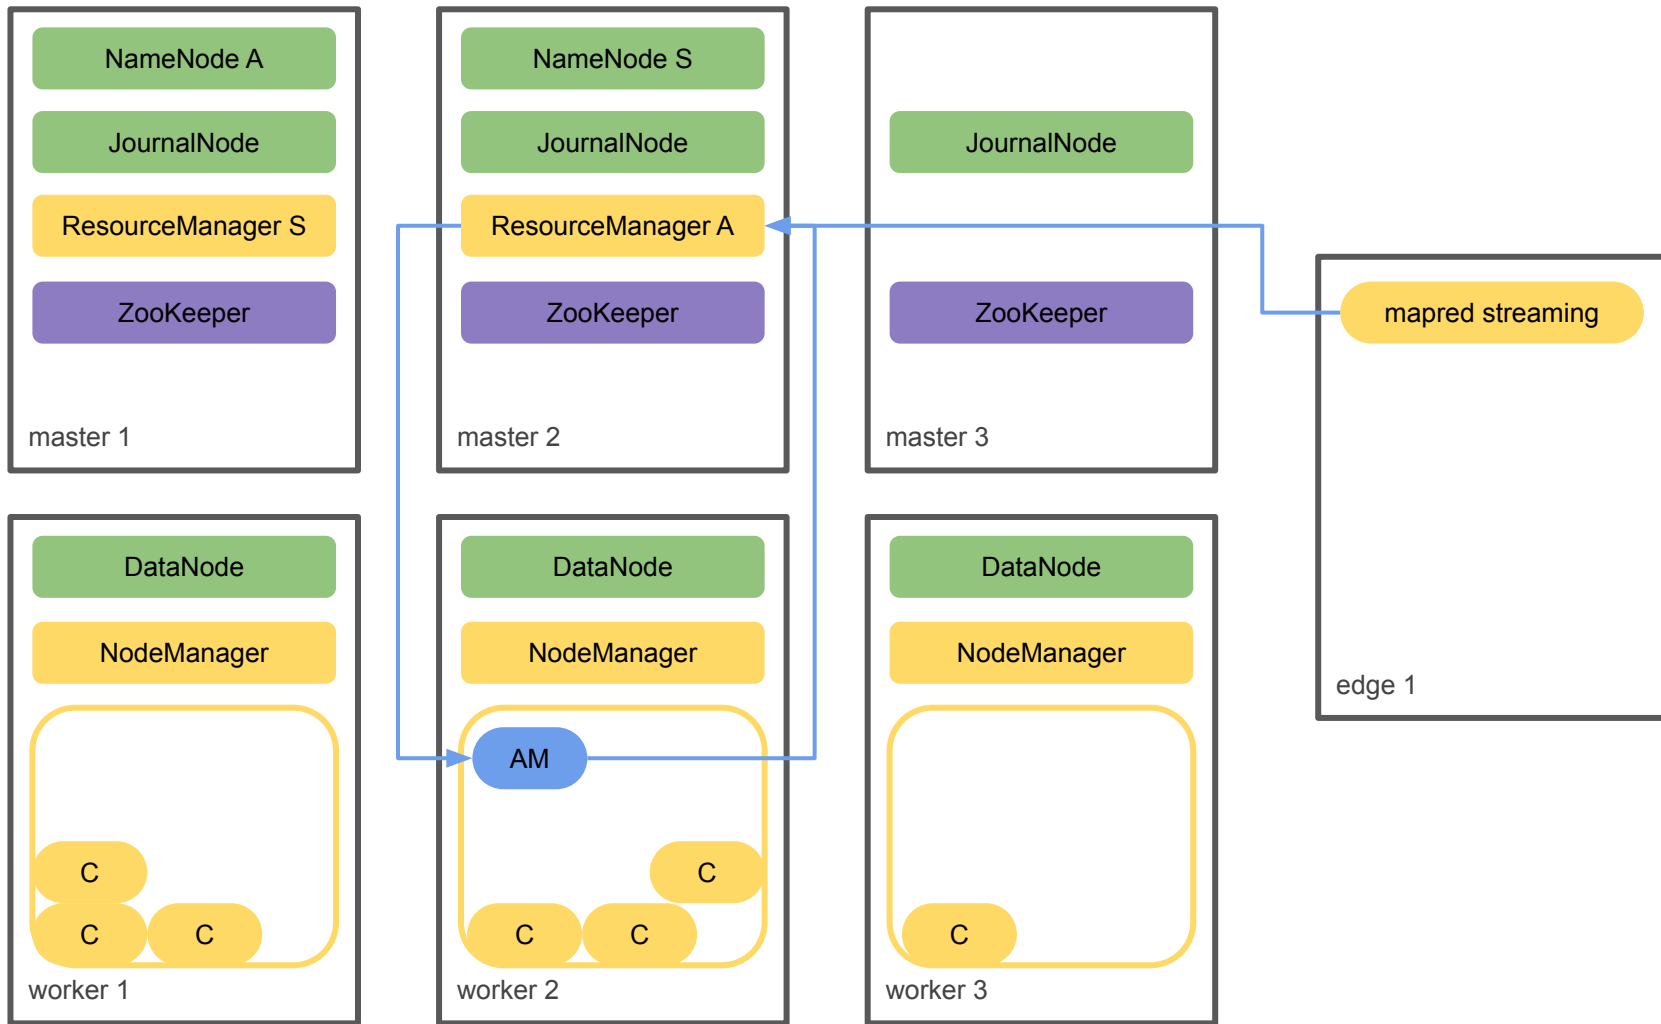 NameNode A
JournalNode
ResourceManager S
ZooKeeper
master 1
NameNode S
JournalNode
ResourceManager A
ZooKeeper
master 2
JournalNode
ZooKeeper
master 3
mapred streaming
edge 1
DataNode
NodeManager
C
C
C
worker 1
DataNode
NodeManager
AM
C
C
C
worker 2
DataNode
NodeManager
C
worker 3